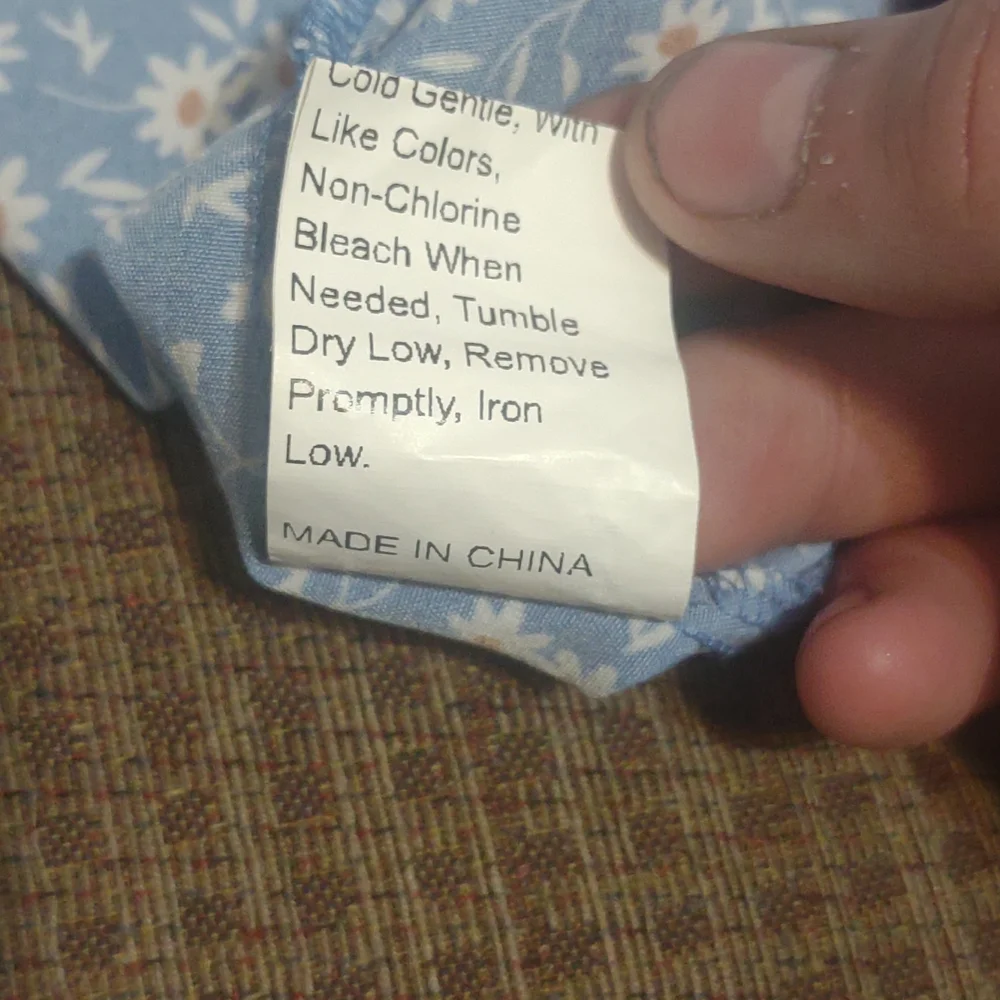 Cold Gentle, With
Like Colors,
Non-Chlorine
Bleach When
Needed, Tumble
Dry Low, Remove
Promptly, Iron
Low.
MADE IN CHINA